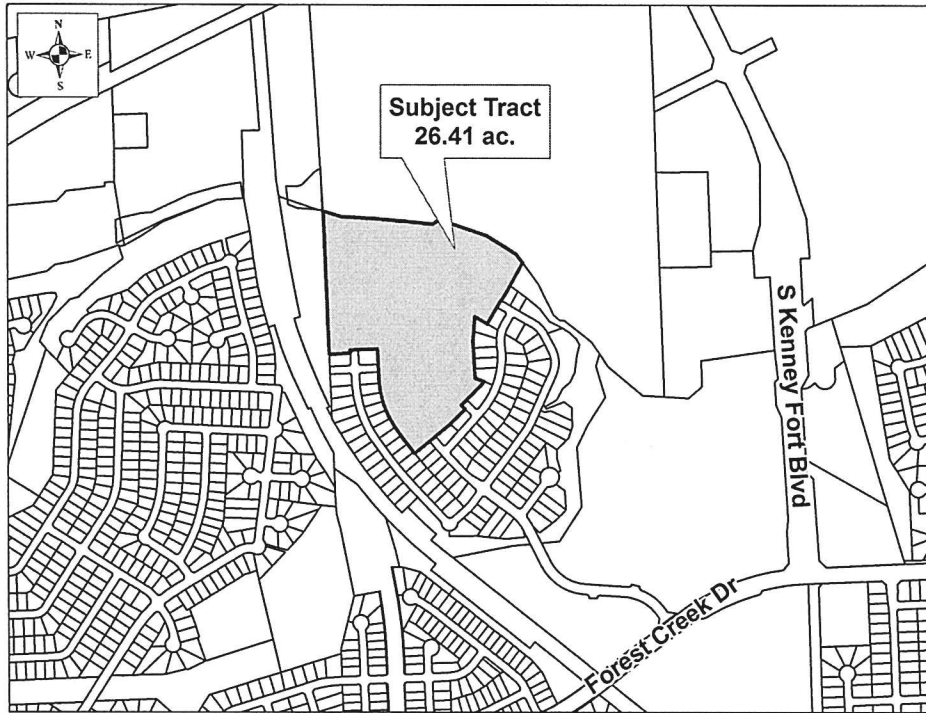 N
W E
S
Subject Tract
26.41 ac.
S Kenney Fort Blvd
Forest Creek Dr